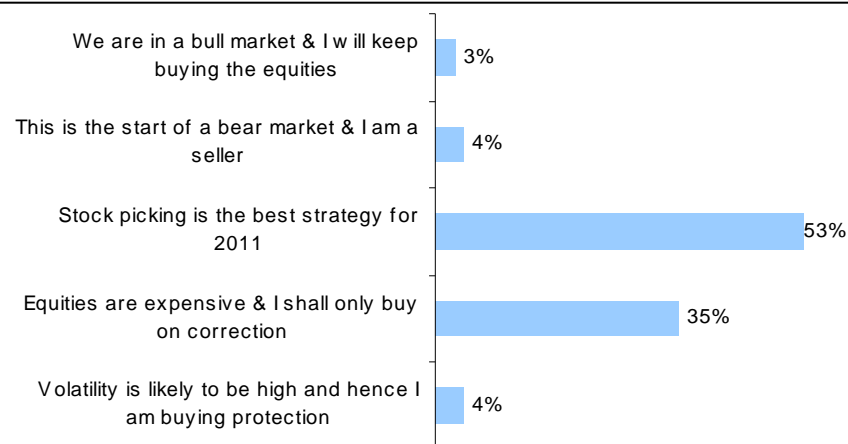 We are in a bull market & I will keep
buying the equities
3%
This is the start of a bear market & I am a
seller
4%
Stock picking is the best strategy for
2011
53%
Equities are expensive & I shall only buy
on correction
35%
Volatility is likely to be high and hence I
am buying protection
4%